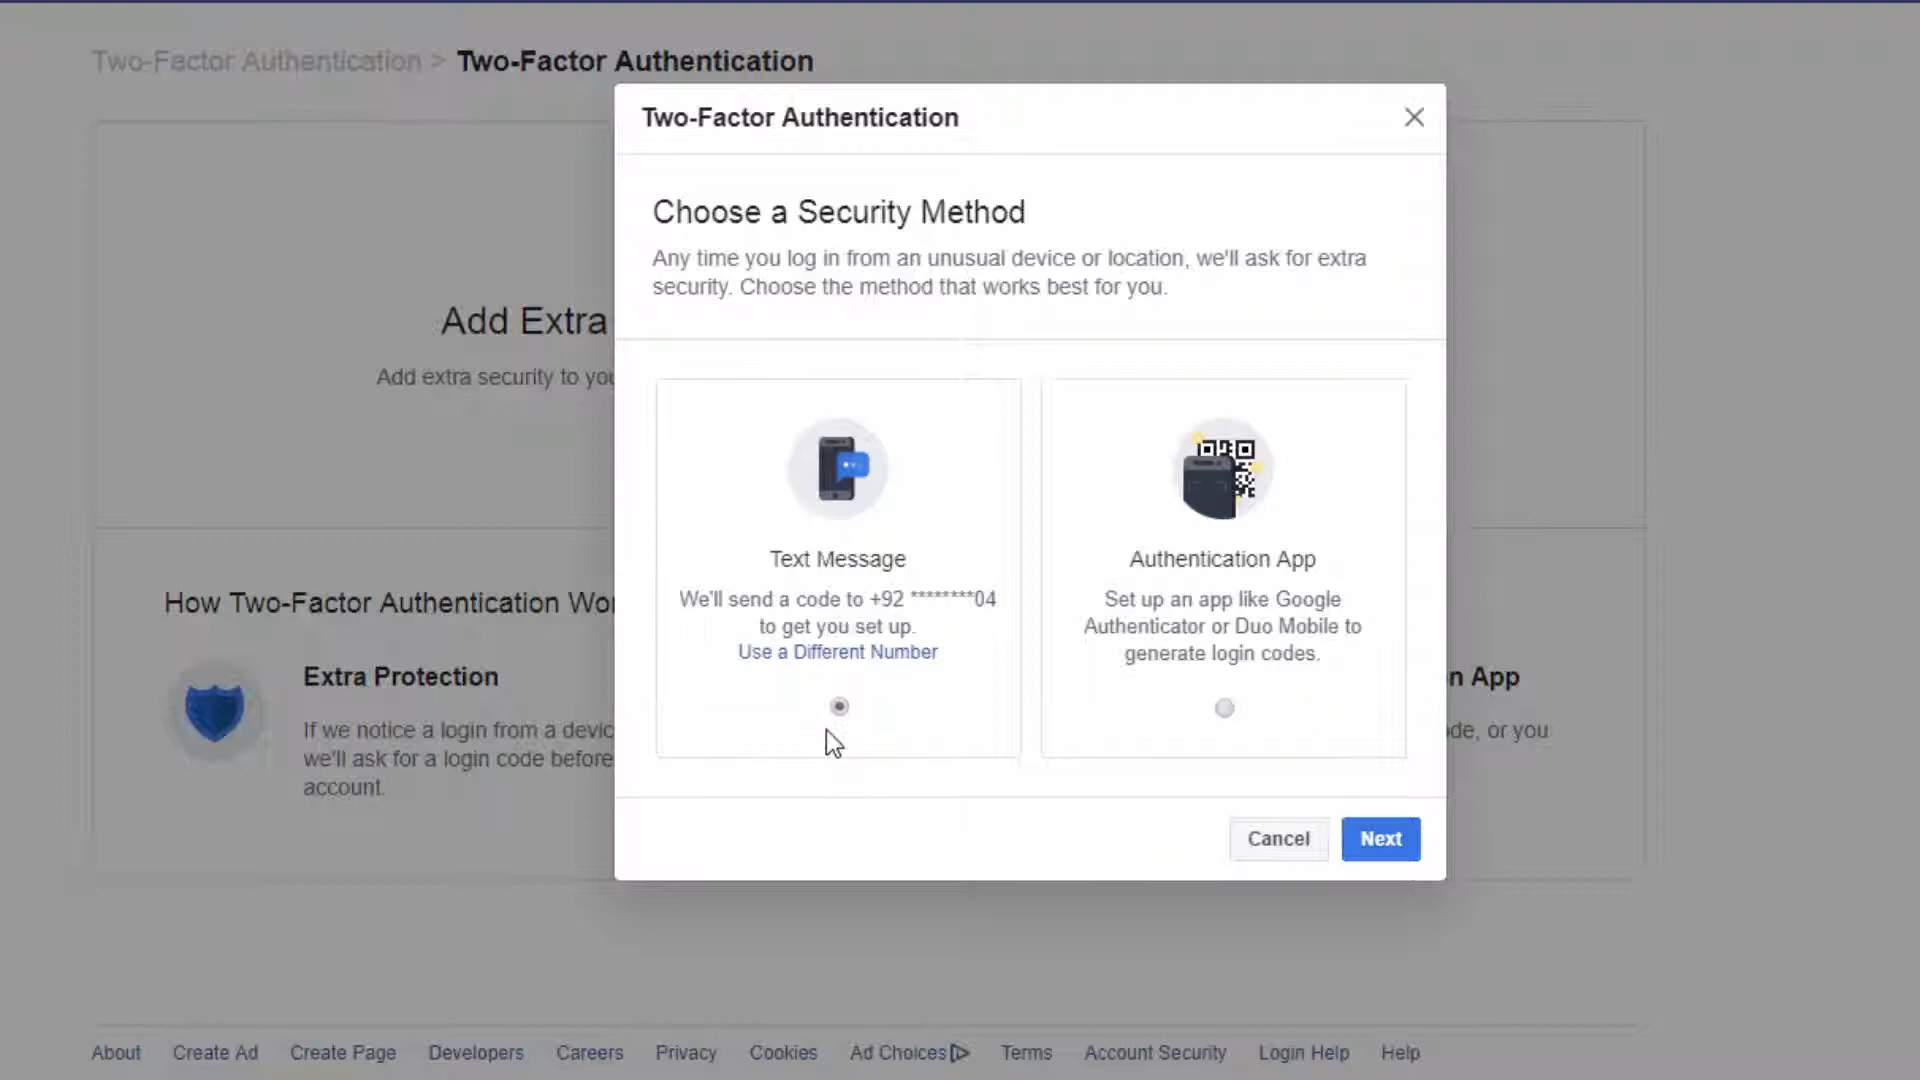 Two-Factor Authentication > Two-Factor Authentication
Two-Factor Authentication
Choose a Security Method
Any time you log in from an unusual device or location, we'll ask for extra
security. Choose the method that works best for you.
Add Extra
Add extra security to you
Text Message
We'll send a code to +92 ********04
to get you set up.
Use a Different Number
Authentication App
Set up an app like Google
Authenticator or Duo Mobile to
generate login codes.
How Two-Factor Authentication Wor
Extra Protection
If we notice a login from a devic
we'll ask for a login code before
account.
n App
de, or you
Cancel
Next
About Create Ad Create Page Developers Careers Privacy Cookies Ad Choices Terms Account Security Login Help Help